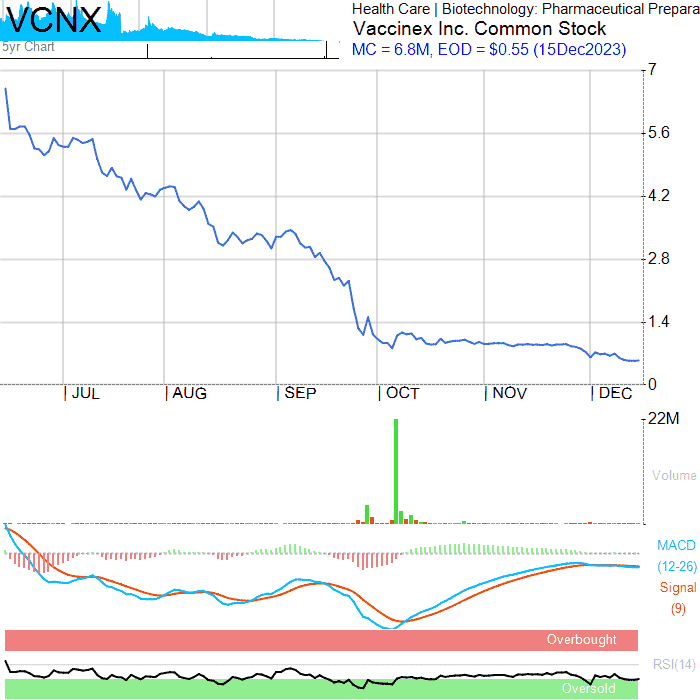 VCNX
5yr Chart
Health Care | Biotechnology: Pharmaceutical Prepara
Vaccinex Inc. Common Stock
MC = 6.8M, EOD = $0.55 (15Dec2023)
7
5.6
4.2
2.8
1.4
0
JUL AUG SEP OCT NOV DEC
22M
Volume
MACD
(12-26)
Signal
(9)
Overbought
RSI(14)
Oversold